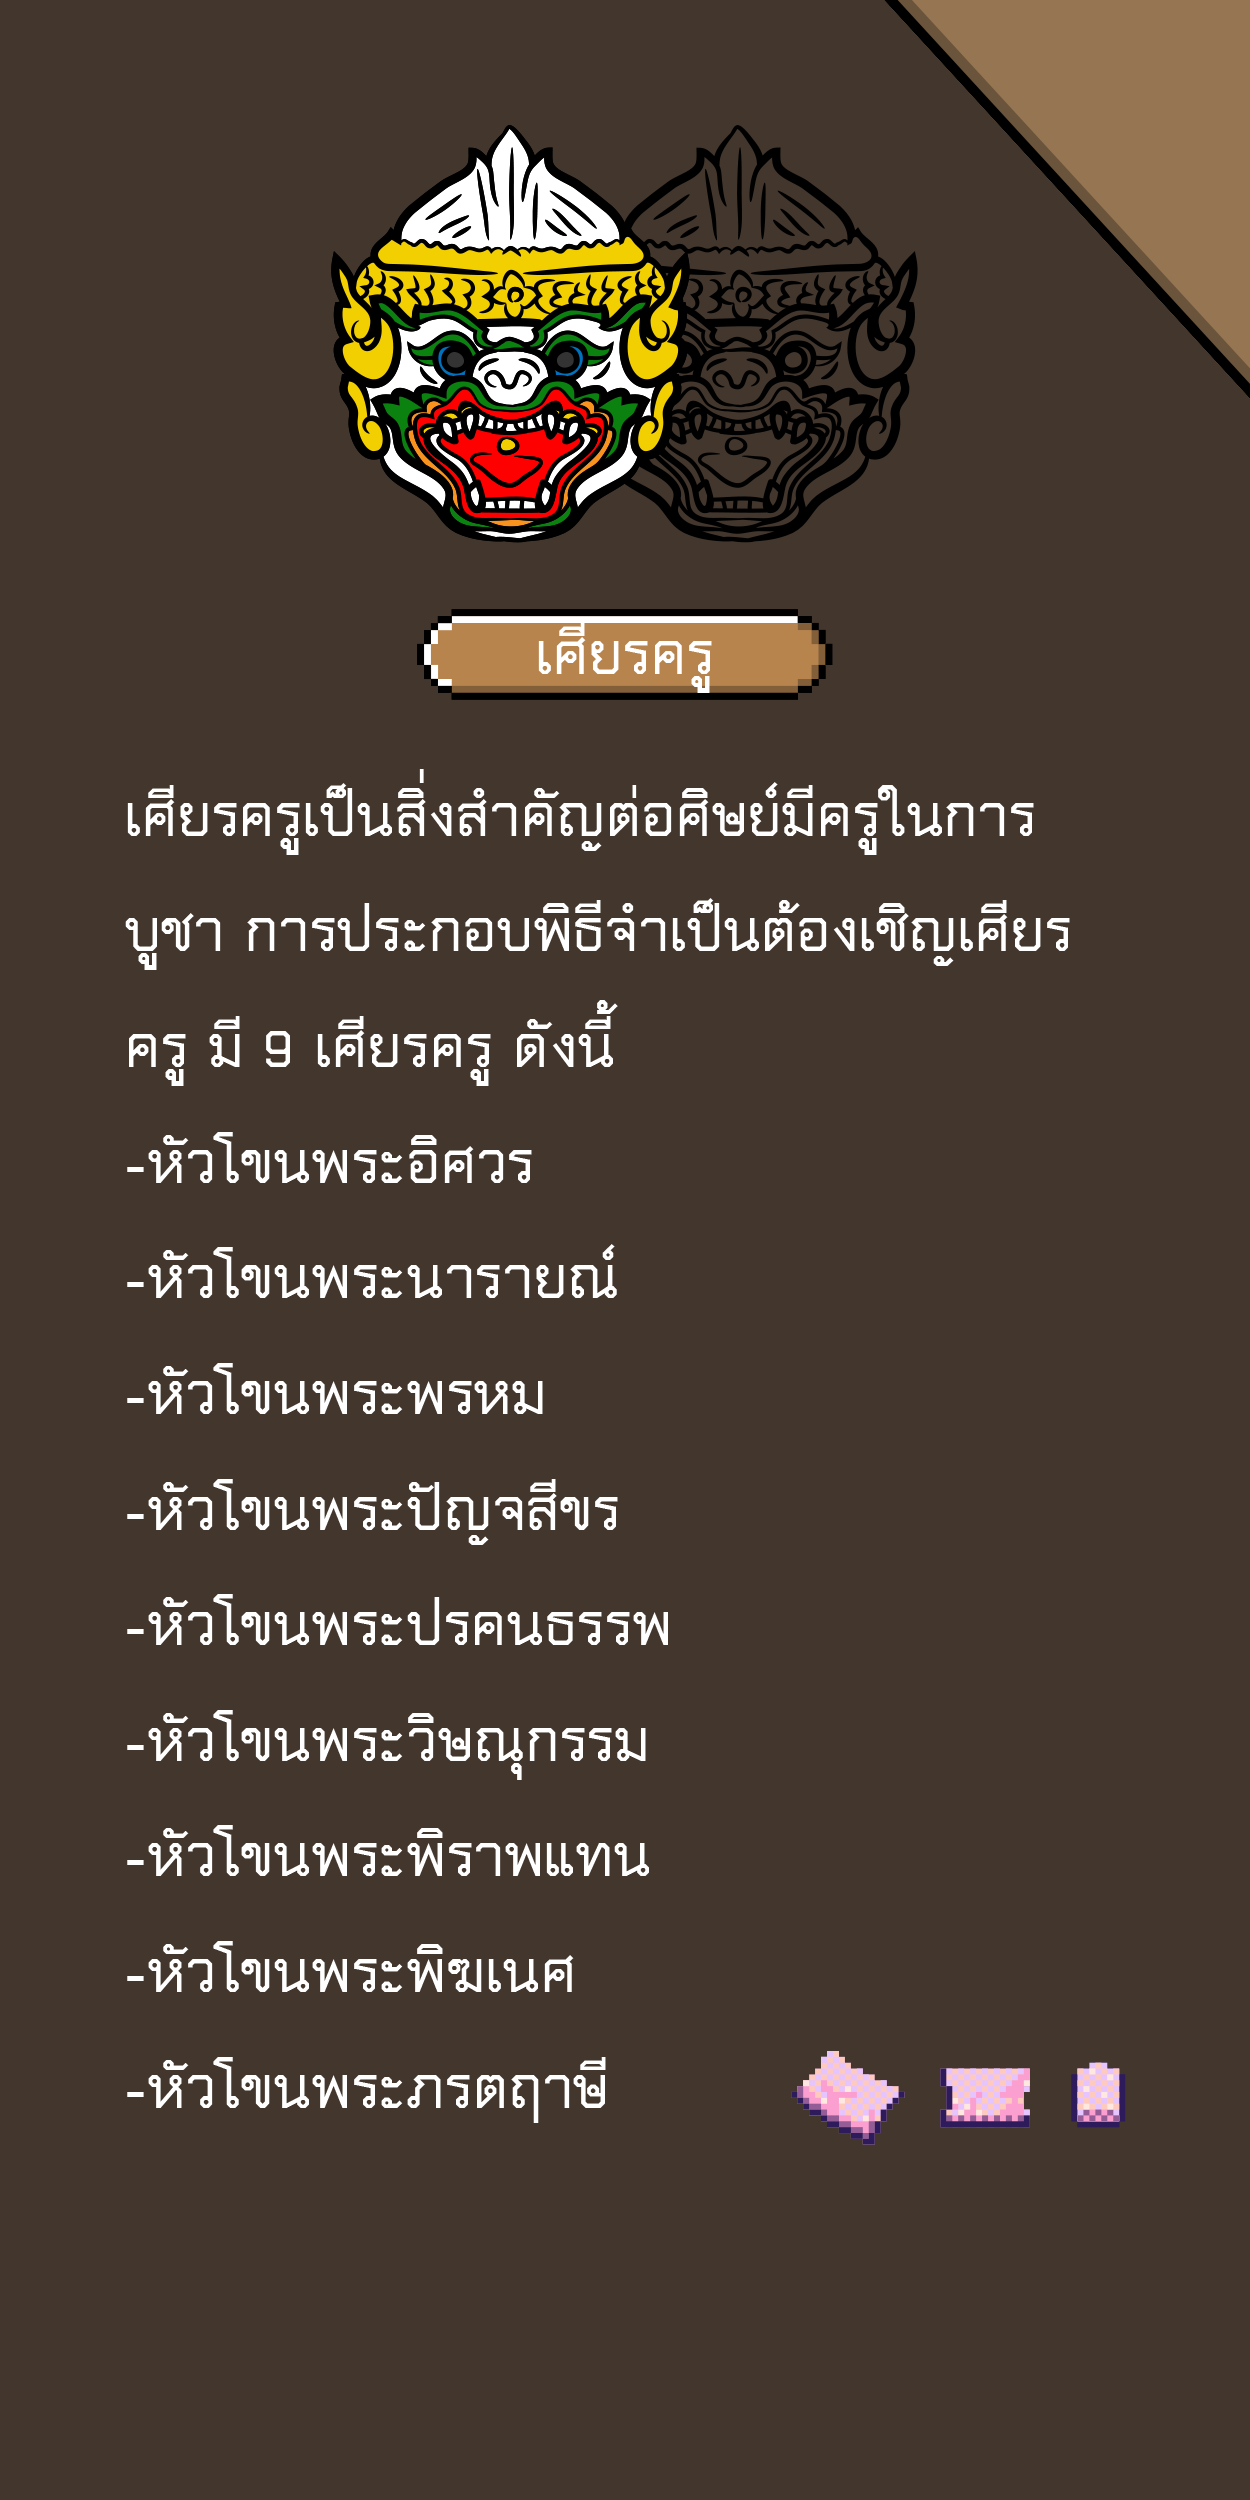 เศียรครู
เศียรครูเป็นสิ่งสำคัญต่อศิษย์มีครูในการ
บูชา การประกอบพิธีจำเป็นต้องเชิญเศียร
ครู มี 9 เศียรครู ดังนี้
-หัวโขนพระอิศวร
-หัวโขนพระนารายณ์
-หัวโขนพระพรหม
-หัวโขนพระปัญจสีขร
-หัวโขนพระปรคนธรรพ
-หัวโขนพระวิษณุกรรม
-หัวโขนพระพิราพแทน
-หัวโขนพระพิฆเนศ
-หัวโขนพระภรตฤาษี